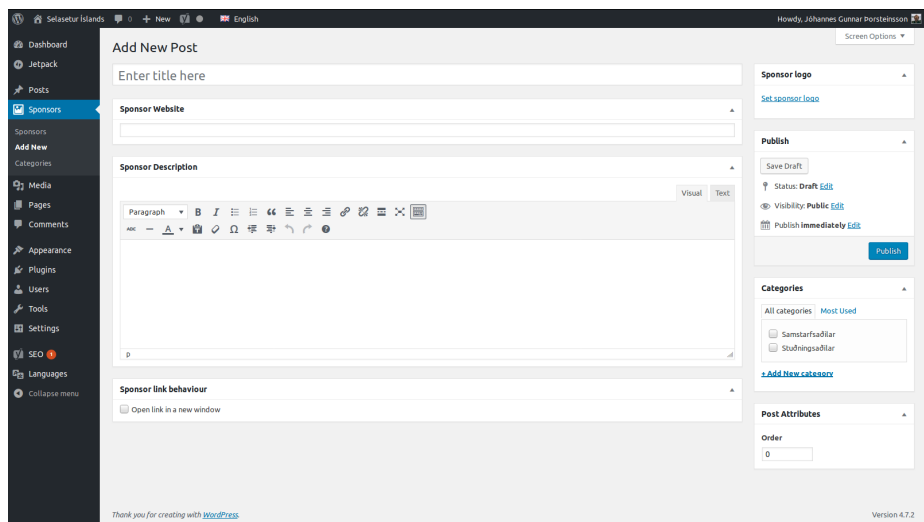 Selasetur Íslands 0 + New English Howdy, Jóhannes Gunnar Þorsteinsson
Screen Options ▼
Dashboard
Jetpack
Posts
Sponsors
Sponsors
Add New
Categories
Media
Pages
Comments
Appearance
Plugins
Users
Tools
Settings
SEO 1
Languages
Collapse menu
Add New Post
Enter title here
Sponsor Website
Sponsor Description
Visual Text
Paragraph
B I
ABC A Ω
p
Sponsor link behaviour
Open link in a new window
Sponsor logo
Set sponsor logo
Publish
Save Draft
Status: Draft Edit
Visibility: Public Edit
Publish immediately Edit
Publish
Categories
All categories Most Used
Samstarfsaðilar
Stuðningsaðilar
+ Add New category
Post Attributes
Order
0
Thank you for creating with WordPress.
Version 4.7.2